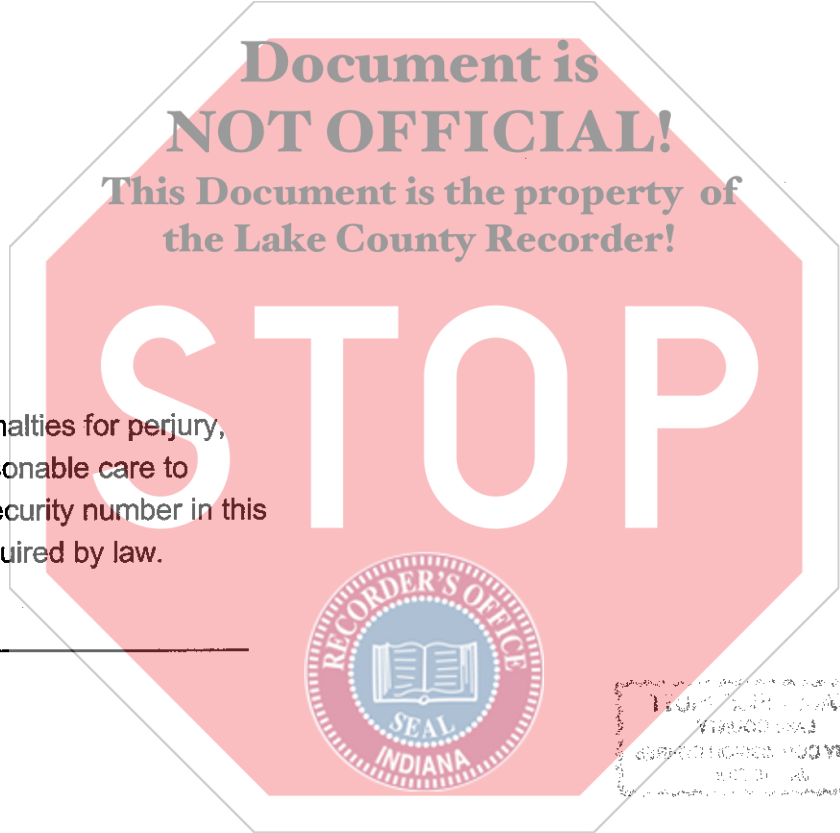 Document is
NOT OFFICIAL!
This Document is the property of
the Lake County Recorder!
STOP
nalties for perjury,
sonable care to
ecurity number in this
uired by law.
RECORDER'S OFFICE
SEAL
INDIANA